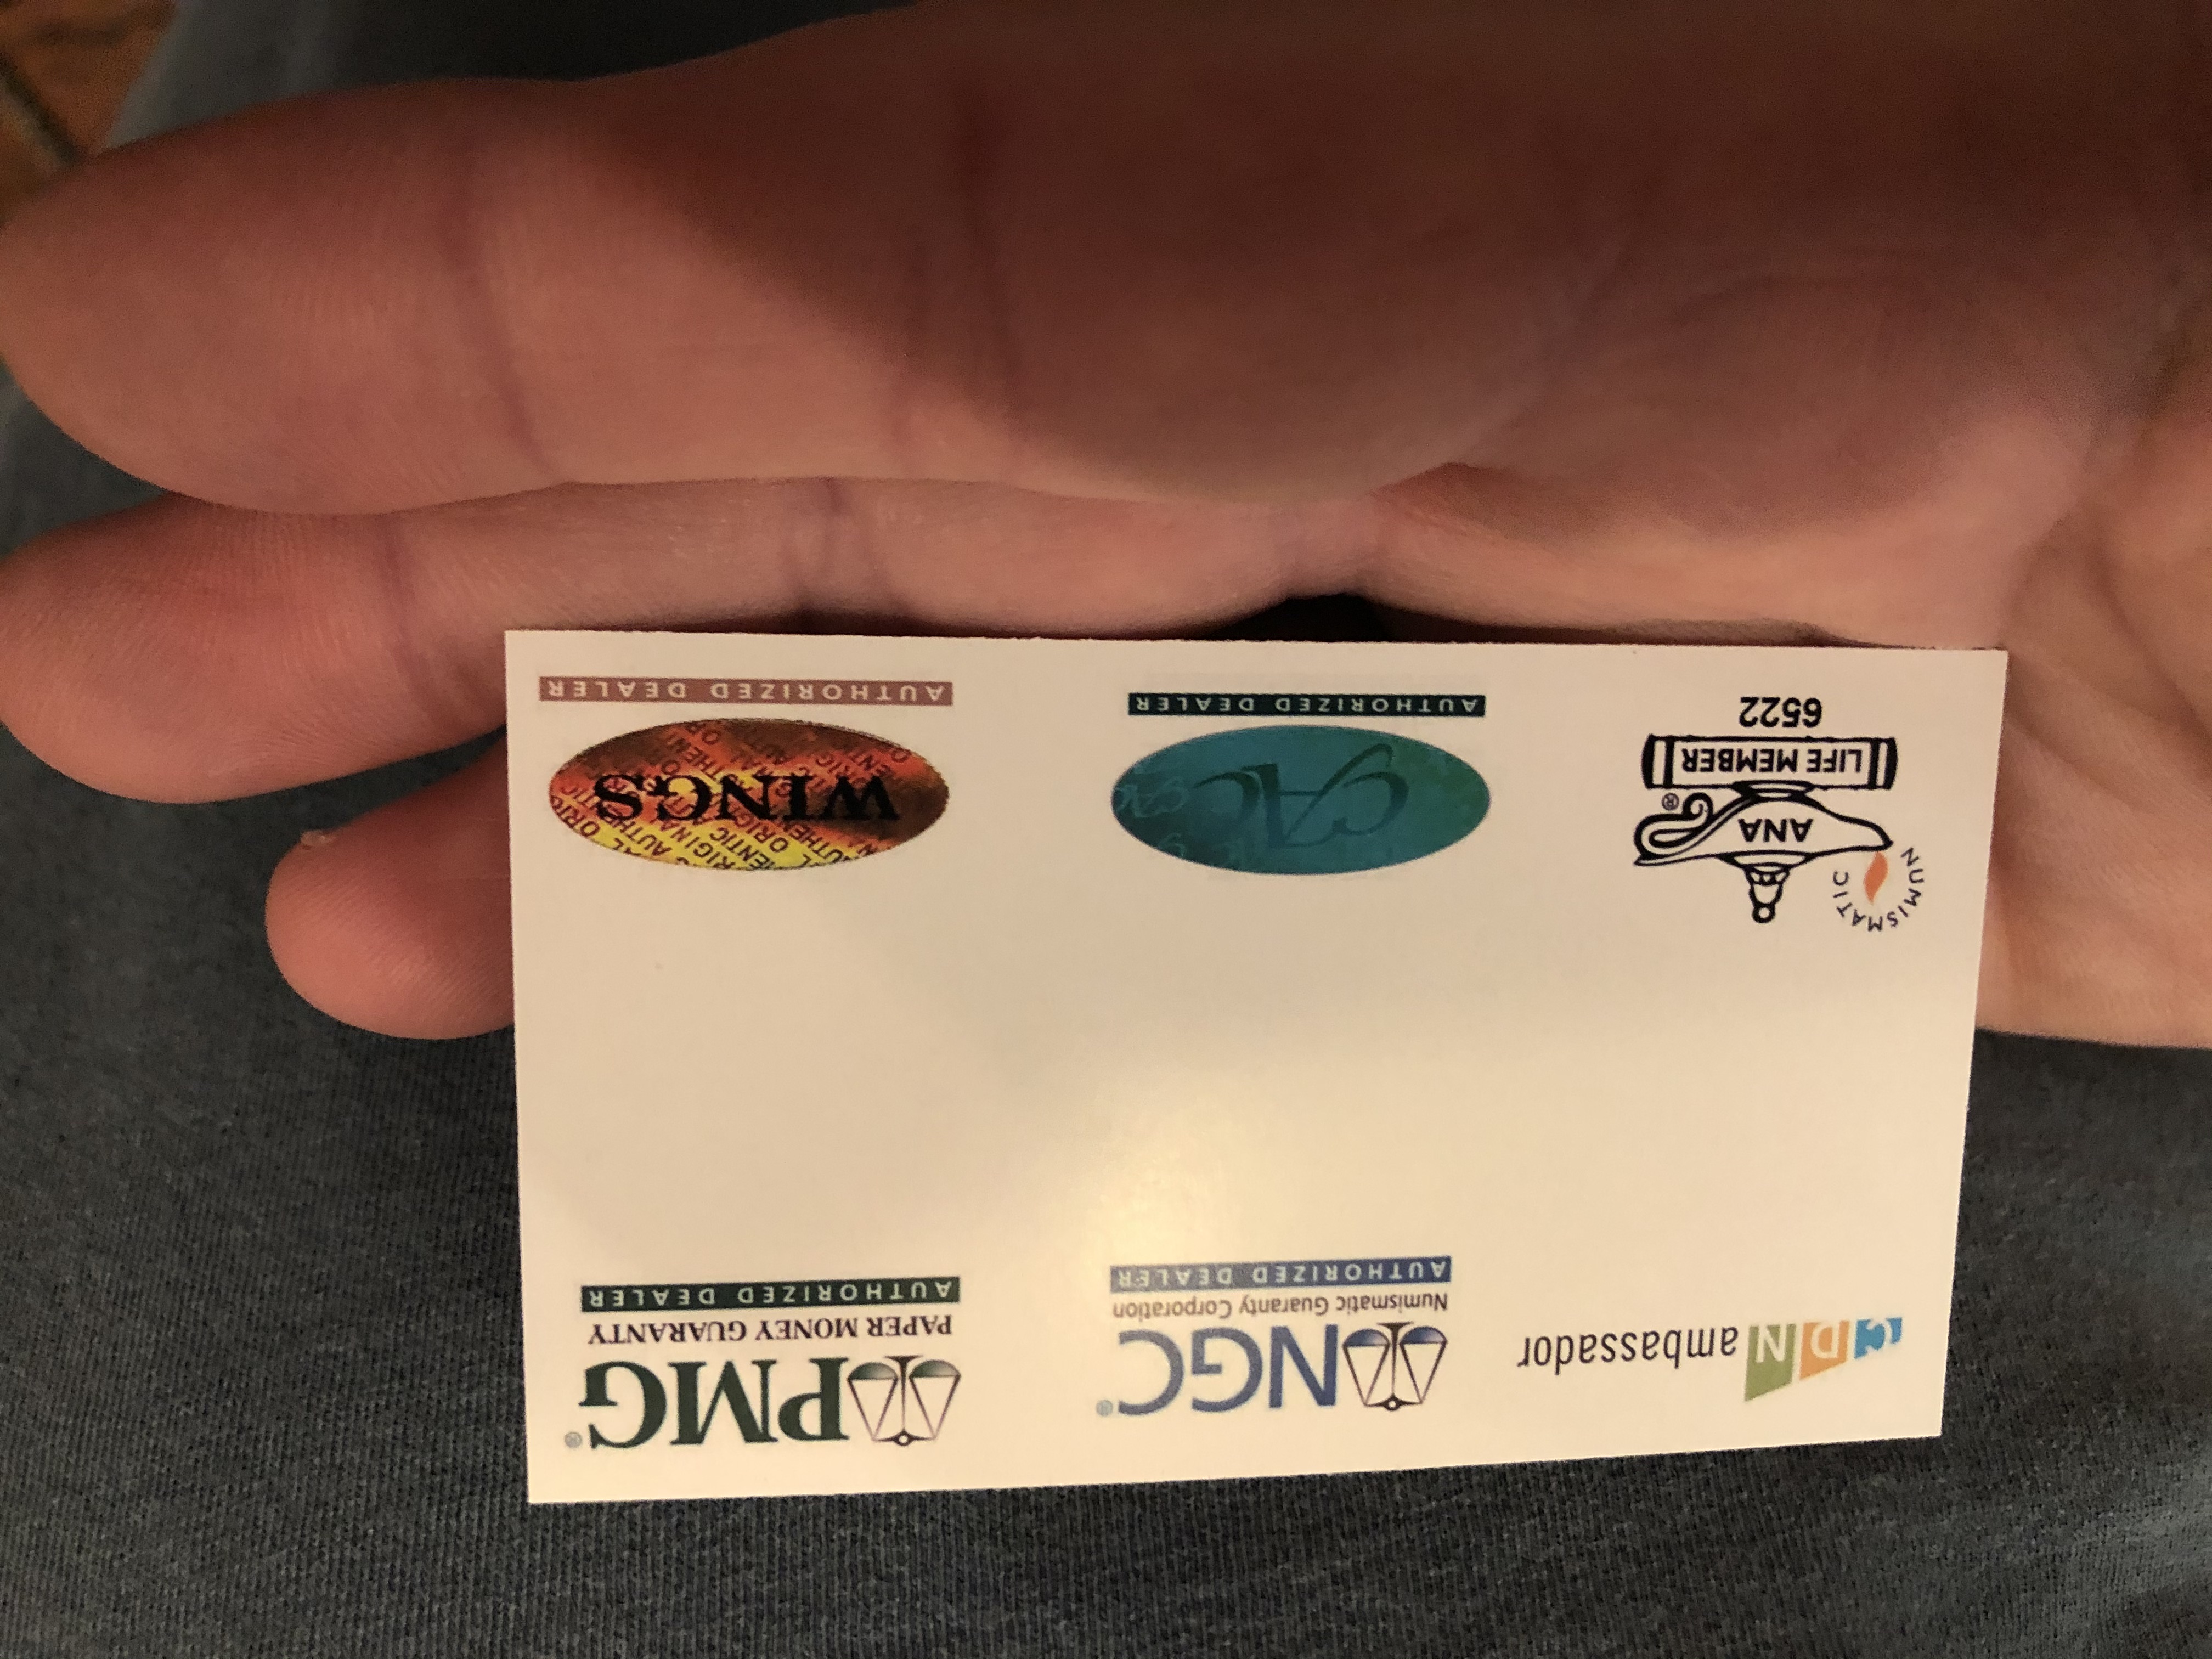 CDN ambassador
NGC®
Numismatic Guaranty Corporation
AUTHORIZED DEALER
PMG®
PAPER MONEY GUARANTY
AUTHORIZED DEALER
NUMISMATIC
ANA
®
LIFE MEMBER
6522
CAC
AUTHORIZED DEALER
WINGS
AUTHORIZED DEALER